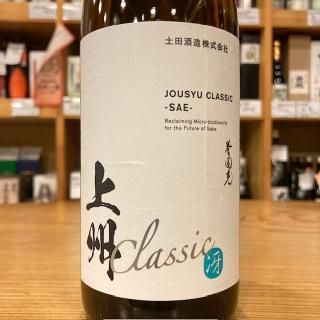 土田酒造株式会社
JOUSYU CLASSIC
-SAE-
Reclaiming Micro-biodiversity
for the Future of Sake
誉国光
上州
Classic
冴